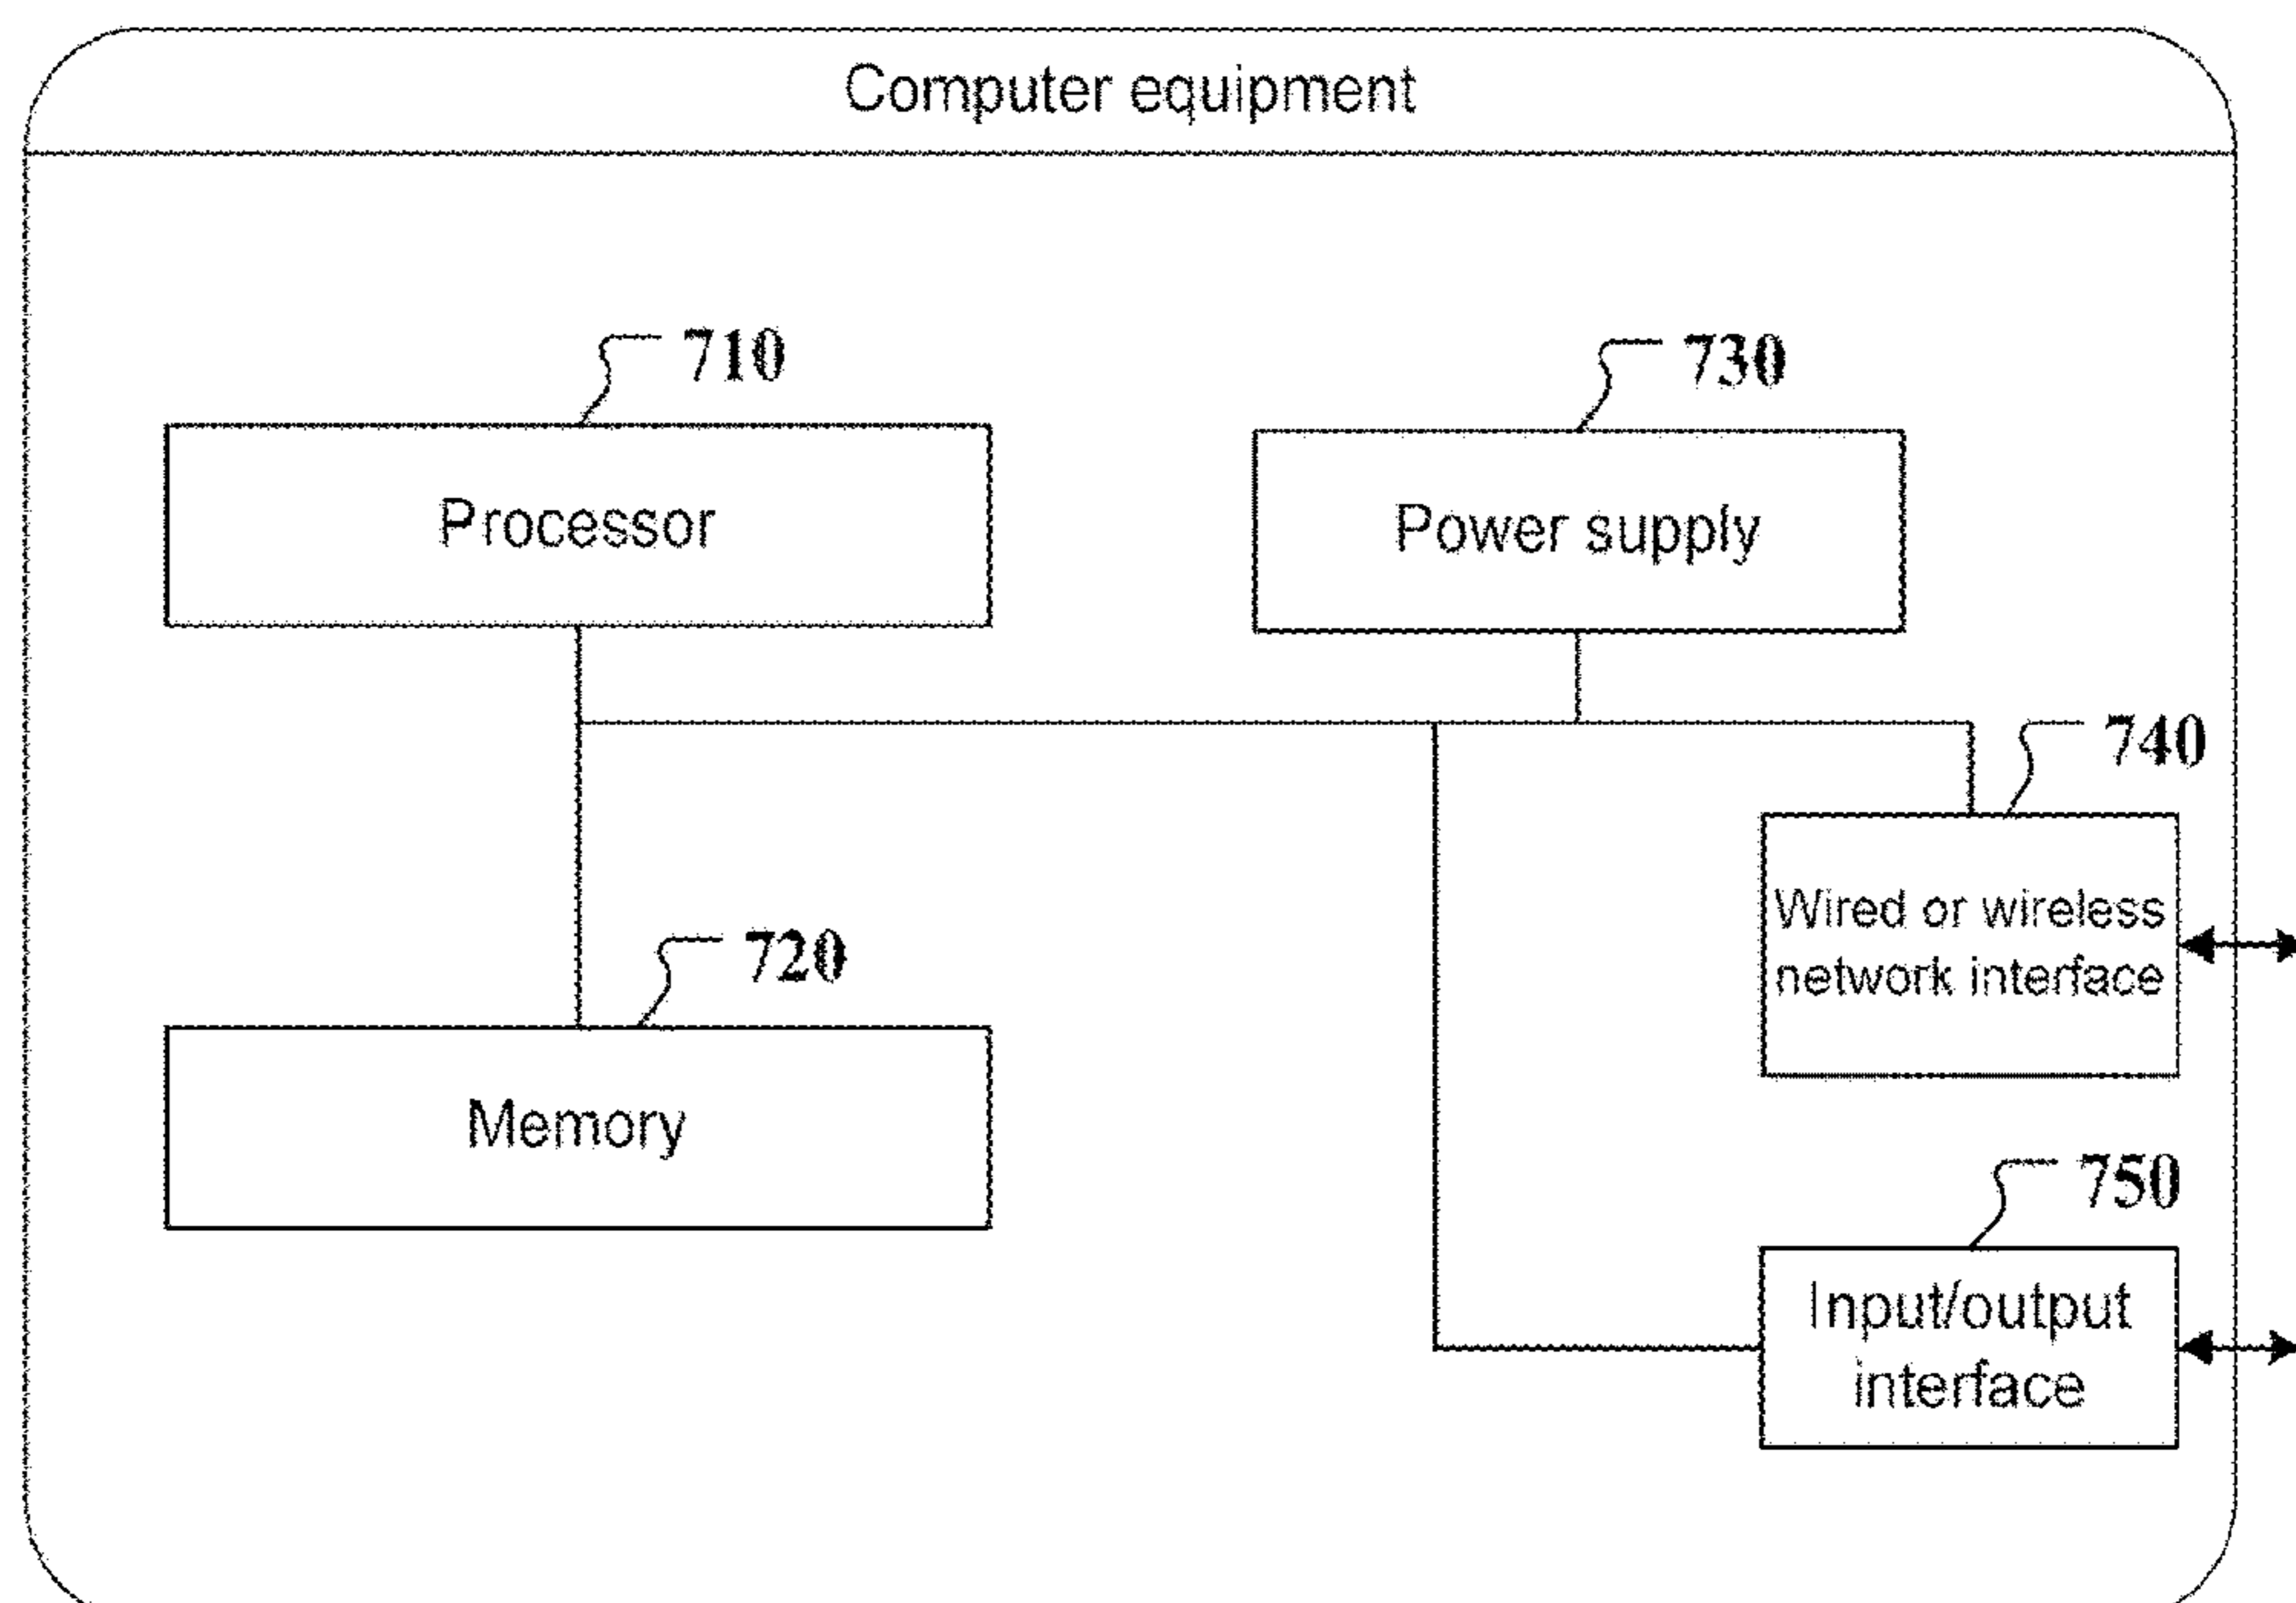 Computer equipment
710
Processor
730
Power supply
740
Wired or wireless
network interface
720
Memory
750
Input/output
interface